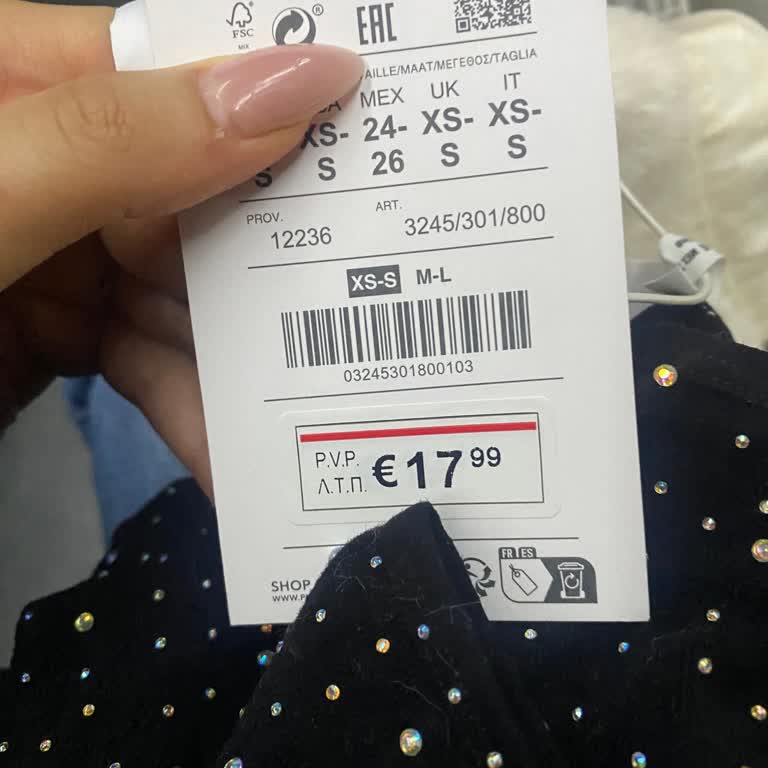 FSC
MIX
®
EAC
AILLE/MAAT/ΜΕΓΕΘΟΣ/TAGLIA
MEX UK IT
XS- 24- XS- XS-
S S 26 S S
PROV. ART.
12236 3245/301/800
XS-S M-L
03245301800103
P.V.P. €17 99
Λ.Τ.Π.
FR ES
SHOP